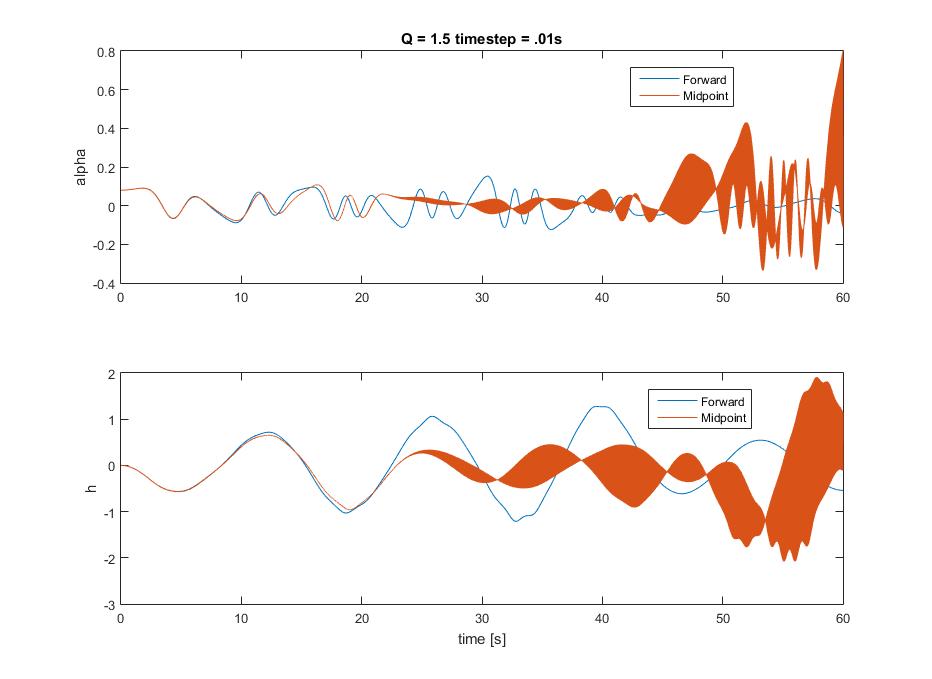 Q = 1.5 timestep = .01s
0.8
0.6
0.4
0.2
0
-0.2
-0.4
alpha
Forward
Midpoint
0 10 20 30 40 50 60
2
1
0
-1
-2
-3
h
Forward
Midpoint
0 10 20 30 40 50 60
time [s]